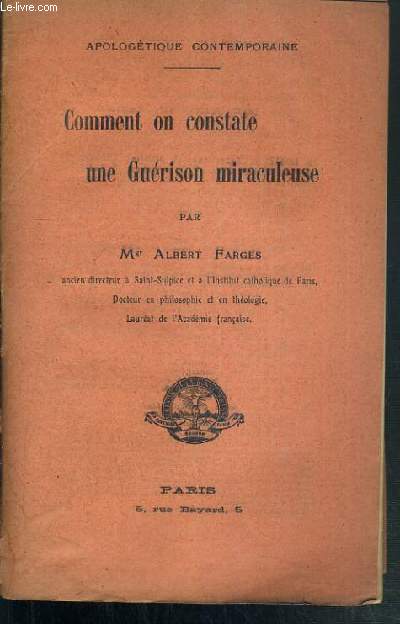 Le-livre.com
APOLOGÉTIQUE CONTEMPORAINE
Comment on constate
une Guérison miraculeuse
PAR
Mgr ALBERT FARGES
ancien directeur à Saint-Sulpice et à l'Institut catholique de Paris,
Docteur en philosophie et en théologie,
Lauréat de l'Académie française.
PARIS
5, rue Bayard, 5